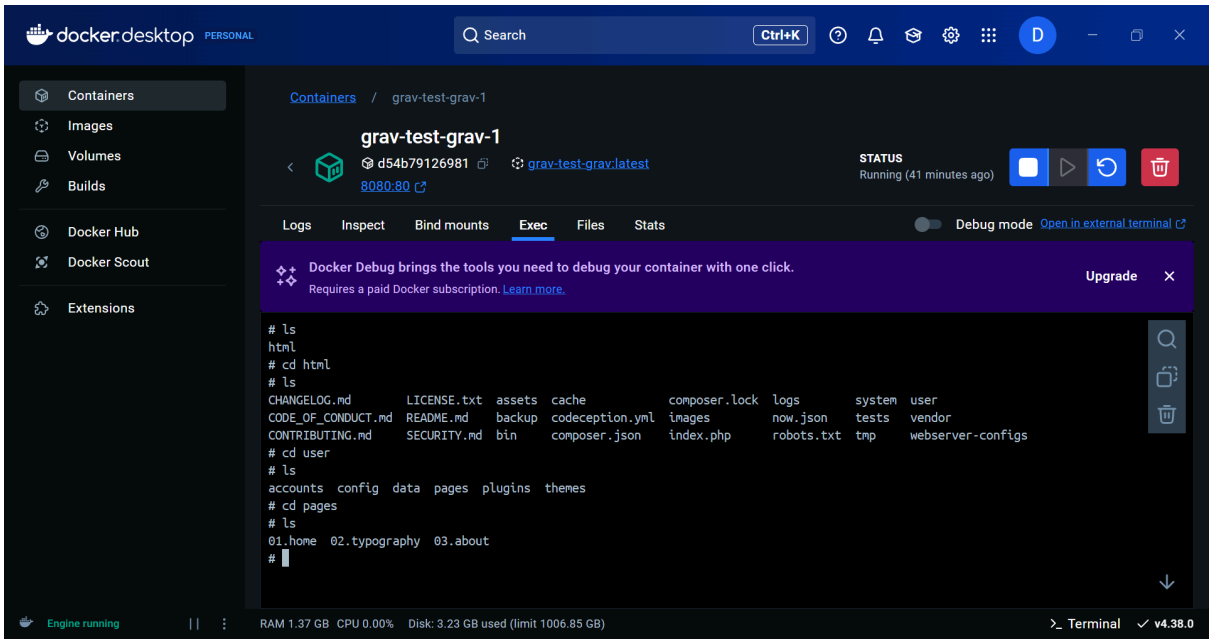 docker.desktop PERSONAL
Search
Ctrl+K
D
Containers
Images
Volumes
Builds
Docker Hub
Docker Scout
Extensions
Containers / grav-test-grav-1
grav-test-grav-1
d54b79126981 grav-test-grav:latest
8080:80
STATUS
Running (41 minutes ago)
Logs Inspect Bind mounts Exec Files Stats
Debug mode Open in external terminal
Docker Debug brings the tools you need to debug your container with one click.
Requires a paid Docker subscription. Learn more.
Upgrade
# ls
html
# cd html
# ls
CHANGELOG.md LICENSE.txt assets cache composer.lock logs system user
CODE_OF_CONDUCT.md README.md backup codeception.yml images now.json tests vendor
CONTRIBUTING.md SECURITY.md bin composer.json index.php robots.txt tmp webserver-configs
# cd user
# ls
accounts config data pages plugins themes
# cd pages
# ls
01.home 02.typography 03.about
#
Engine running
RAM 1.37 GB CPU 0.00% Disk: 3.23 GB used (limit 1006.85 GB)
>_ Terminal
v4.38.0